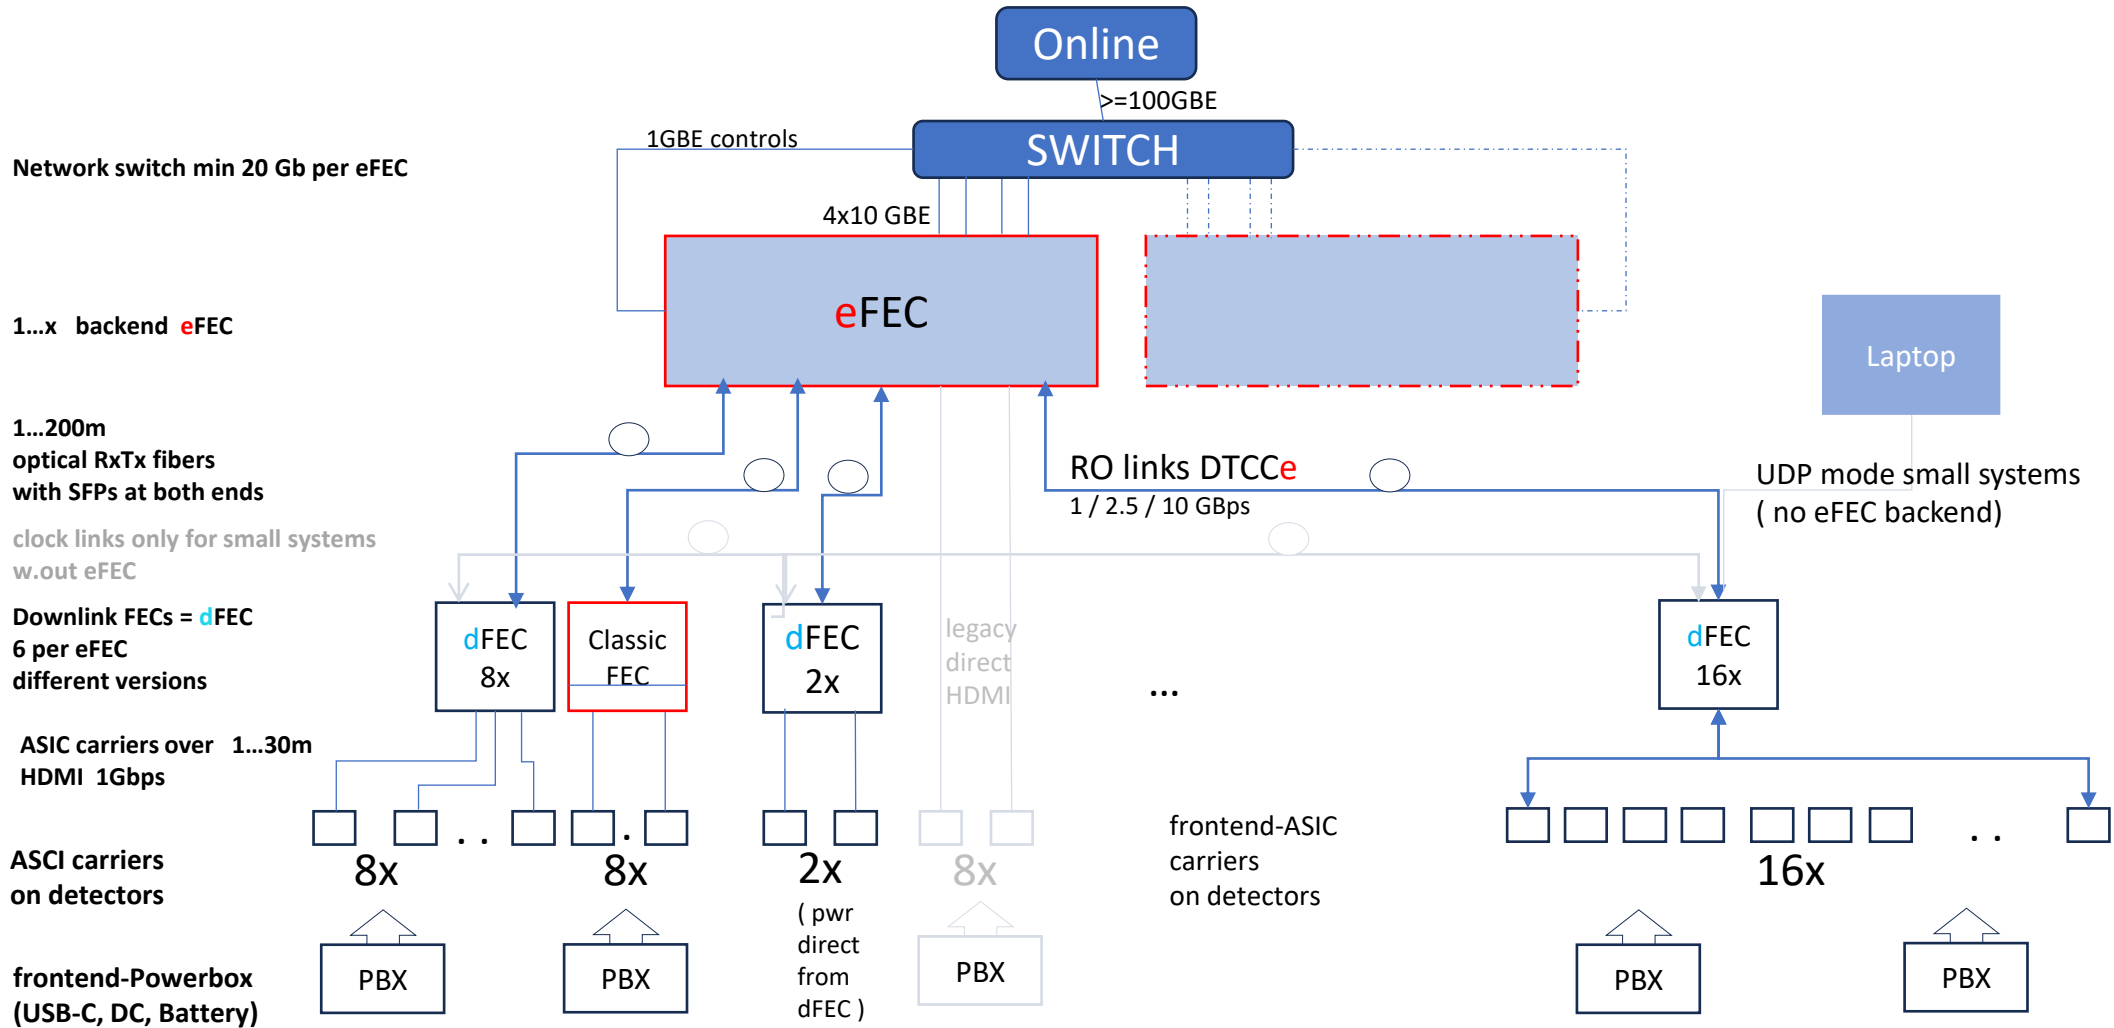 Online
>=100GBE
1GBE controls
SWITCH
Network switch min 20 Gb per eFEC
4x10 GBE
eFEC
1...x backend eFEC
Laptop
1...200m
optical RxTx fibers
with SFPs at both ends
RO links DTCCe
1 / 2.5 / 10 GBps
UDP mode small systems
( no eFEC backend)
clock links only for small systems
w.out eFEC
Downlink FECs = dFEC
6 per eFEC
different versions
dFEC
8x
Classic
FEC
dFEC
2x
legacy
direct
HDMI
...
dFEC
16x
ASIC carriers over 1...30m
HDMI 1Gbps
. .
.
. .
ASCI carriers
on detectors
8x
8x
2x
8x
frontend-ASIC
carriers
on detectors
16x
( pwr
direct
from
dFEC )
frontend-Powerbox
(USB-C, DC, Battery)
PBX
PBX
PBX
PBX
PBX